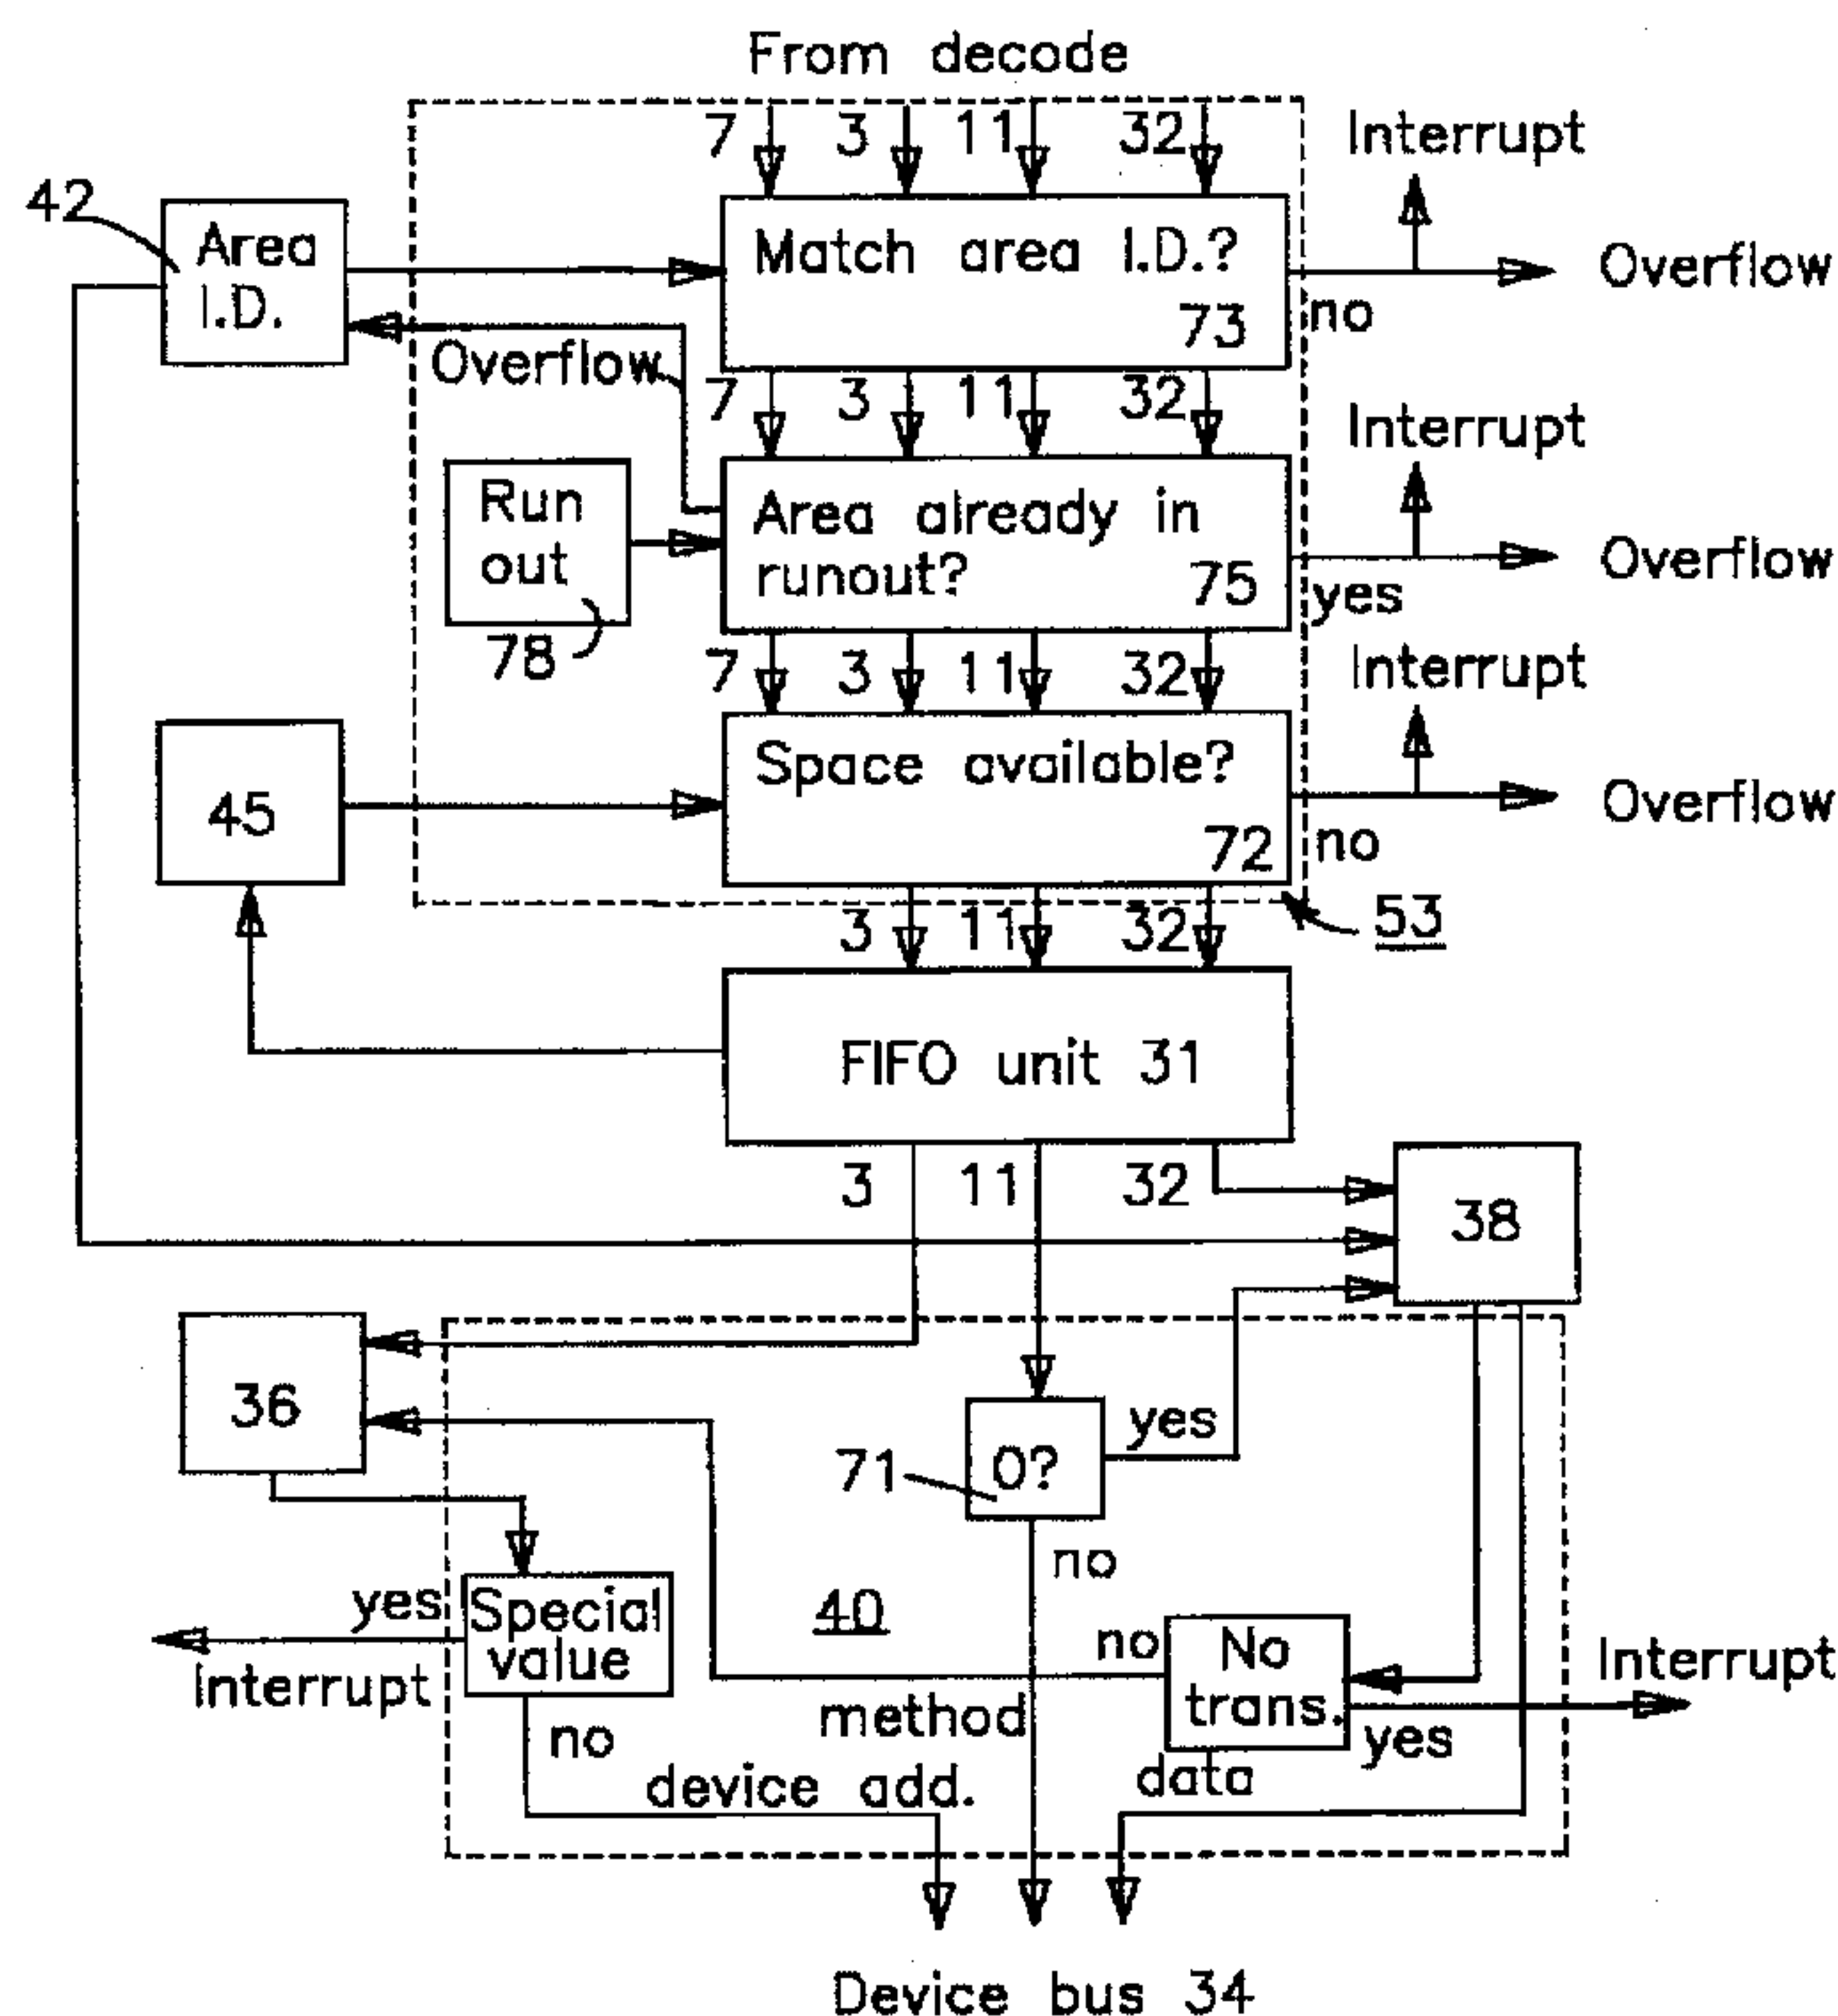 From decode
7 3 11 32
Interrupt
42
Area
I.D.
Match area I.D.?
73
Overflow
no
Overflow
7 3 11 32
Interrupt
Run
out
78
Area already in
runout?
75
Overflow
yes
7 3 11 32
Interrupt
45
Space available?
72
Overflow
no
3 11 32
53
FIFO unit 31
3 11 32
38
36
71
0?
yes
no
yes
Special
value
Interrupt
no
40
no
No
trans.
Interrupt
yes
method
data
device add.
Device bus 34